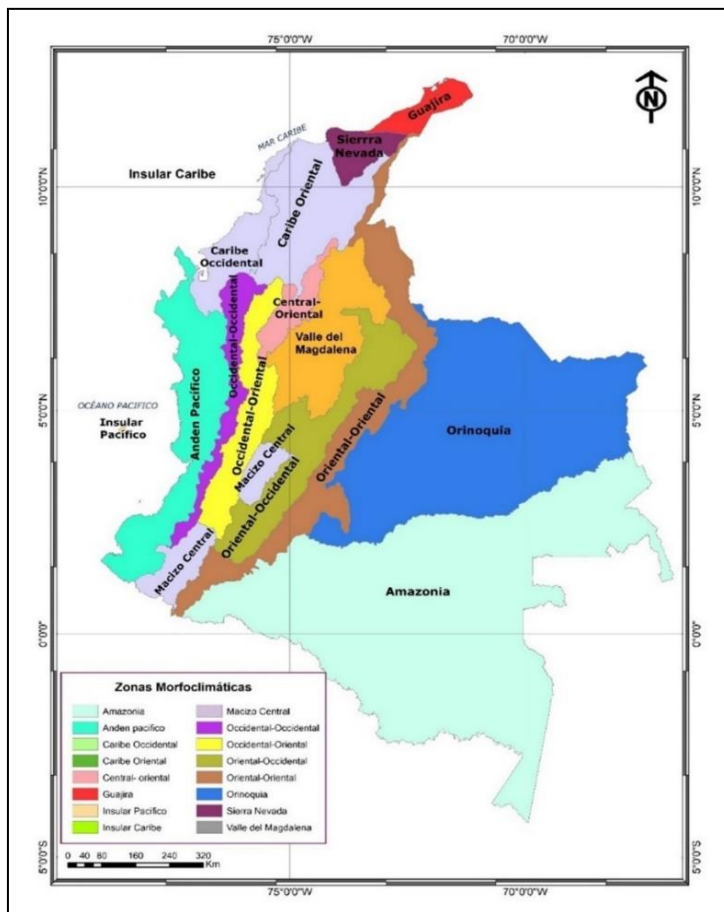 75°0'0"W
70°0'0"W
N
Guajira
MAR CARIBE
Sierrra
Nevada
Insular Caribe
10°0'0"N
10°0'0"N
Caribe Oriental
Caribe
Occidental
Central-
Oriental
Occidental-Occidental
Valle del
Magdalena
OCÉANO PACIFICO
5°0'0"N
5°0'0"N
Insular
Pacífico
Anden Pacífico
Occidental-Oriental
Macizo Central
Oriental-Occidental
Oriental-Oriental
Orinoquia
Macizo Central
Amazonia
0°0'0"
0°0'0"
Zonas Morfoclimáticas
Amazonia
Macizo Central
Anden pacifico
Occidental-Occidental
Caribe Occidental
Occidental-Oriental
Caribe Oriental
Oriental-Occidental
Central- oriental
Oriental-Oriental
Guajira
Orinoquia
Insular Pacifico
Sierra Nevada
Insular Caribe
Valle del Magdalena
0 40 80 160 240 320
Km
5°0'0"S
5°0'0"S
75°0'0"W
70°0'0"W